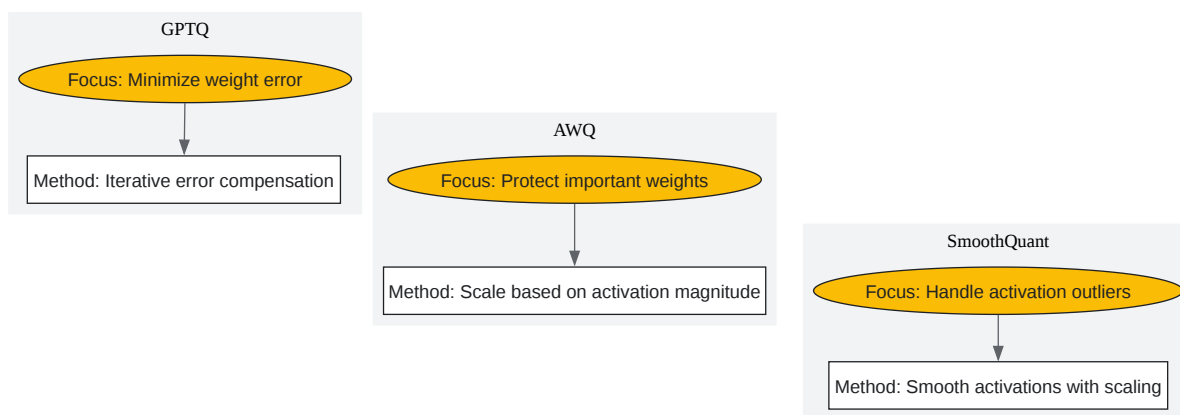 GPTQ
Focus: Minimize weight error
Method: Iterative error compensation
AWQ
Focus: Protect important weights
Method: Scale based on activation magnitude
SmoothQuant
Focus: Handle activation outliers
Method: Smooth activations with scaling